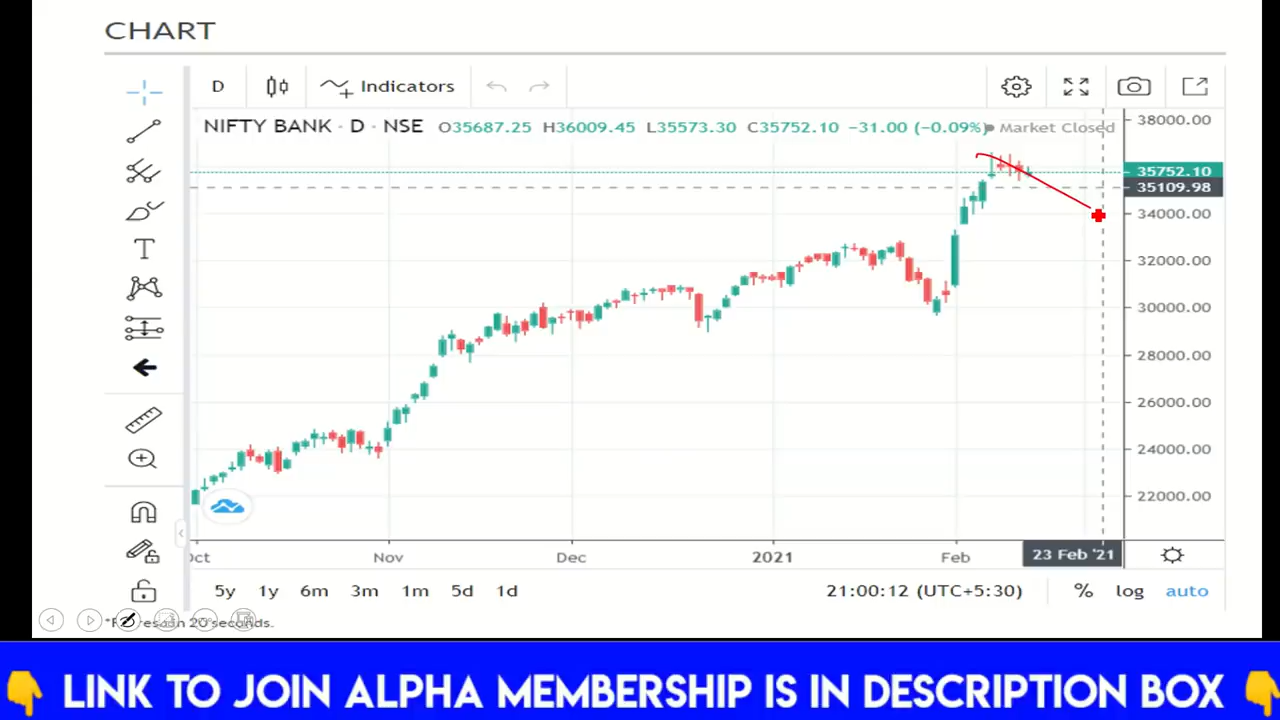 CHART
D
Indicators
NIFTY BANK · D · NSE O35687.25 H36009.45 L35573.30 C35752.10 −31.00 (−0.09%) Market Closed
38000.00
35752.10
35109.98
34000.00
32000.00
30000.00
28000.00
26000.00
24000.00
22000.00
T
Nov Dec 2021 Feb 23 Feb '21
5y 1y 6m 3m 1m 5d 1d 21:00:12 (UTC+5:30) % log auto
20 seconds.
LINK TO JOIN ALPHA MEMBERSHIP IS IN DESCRIPTION BOX